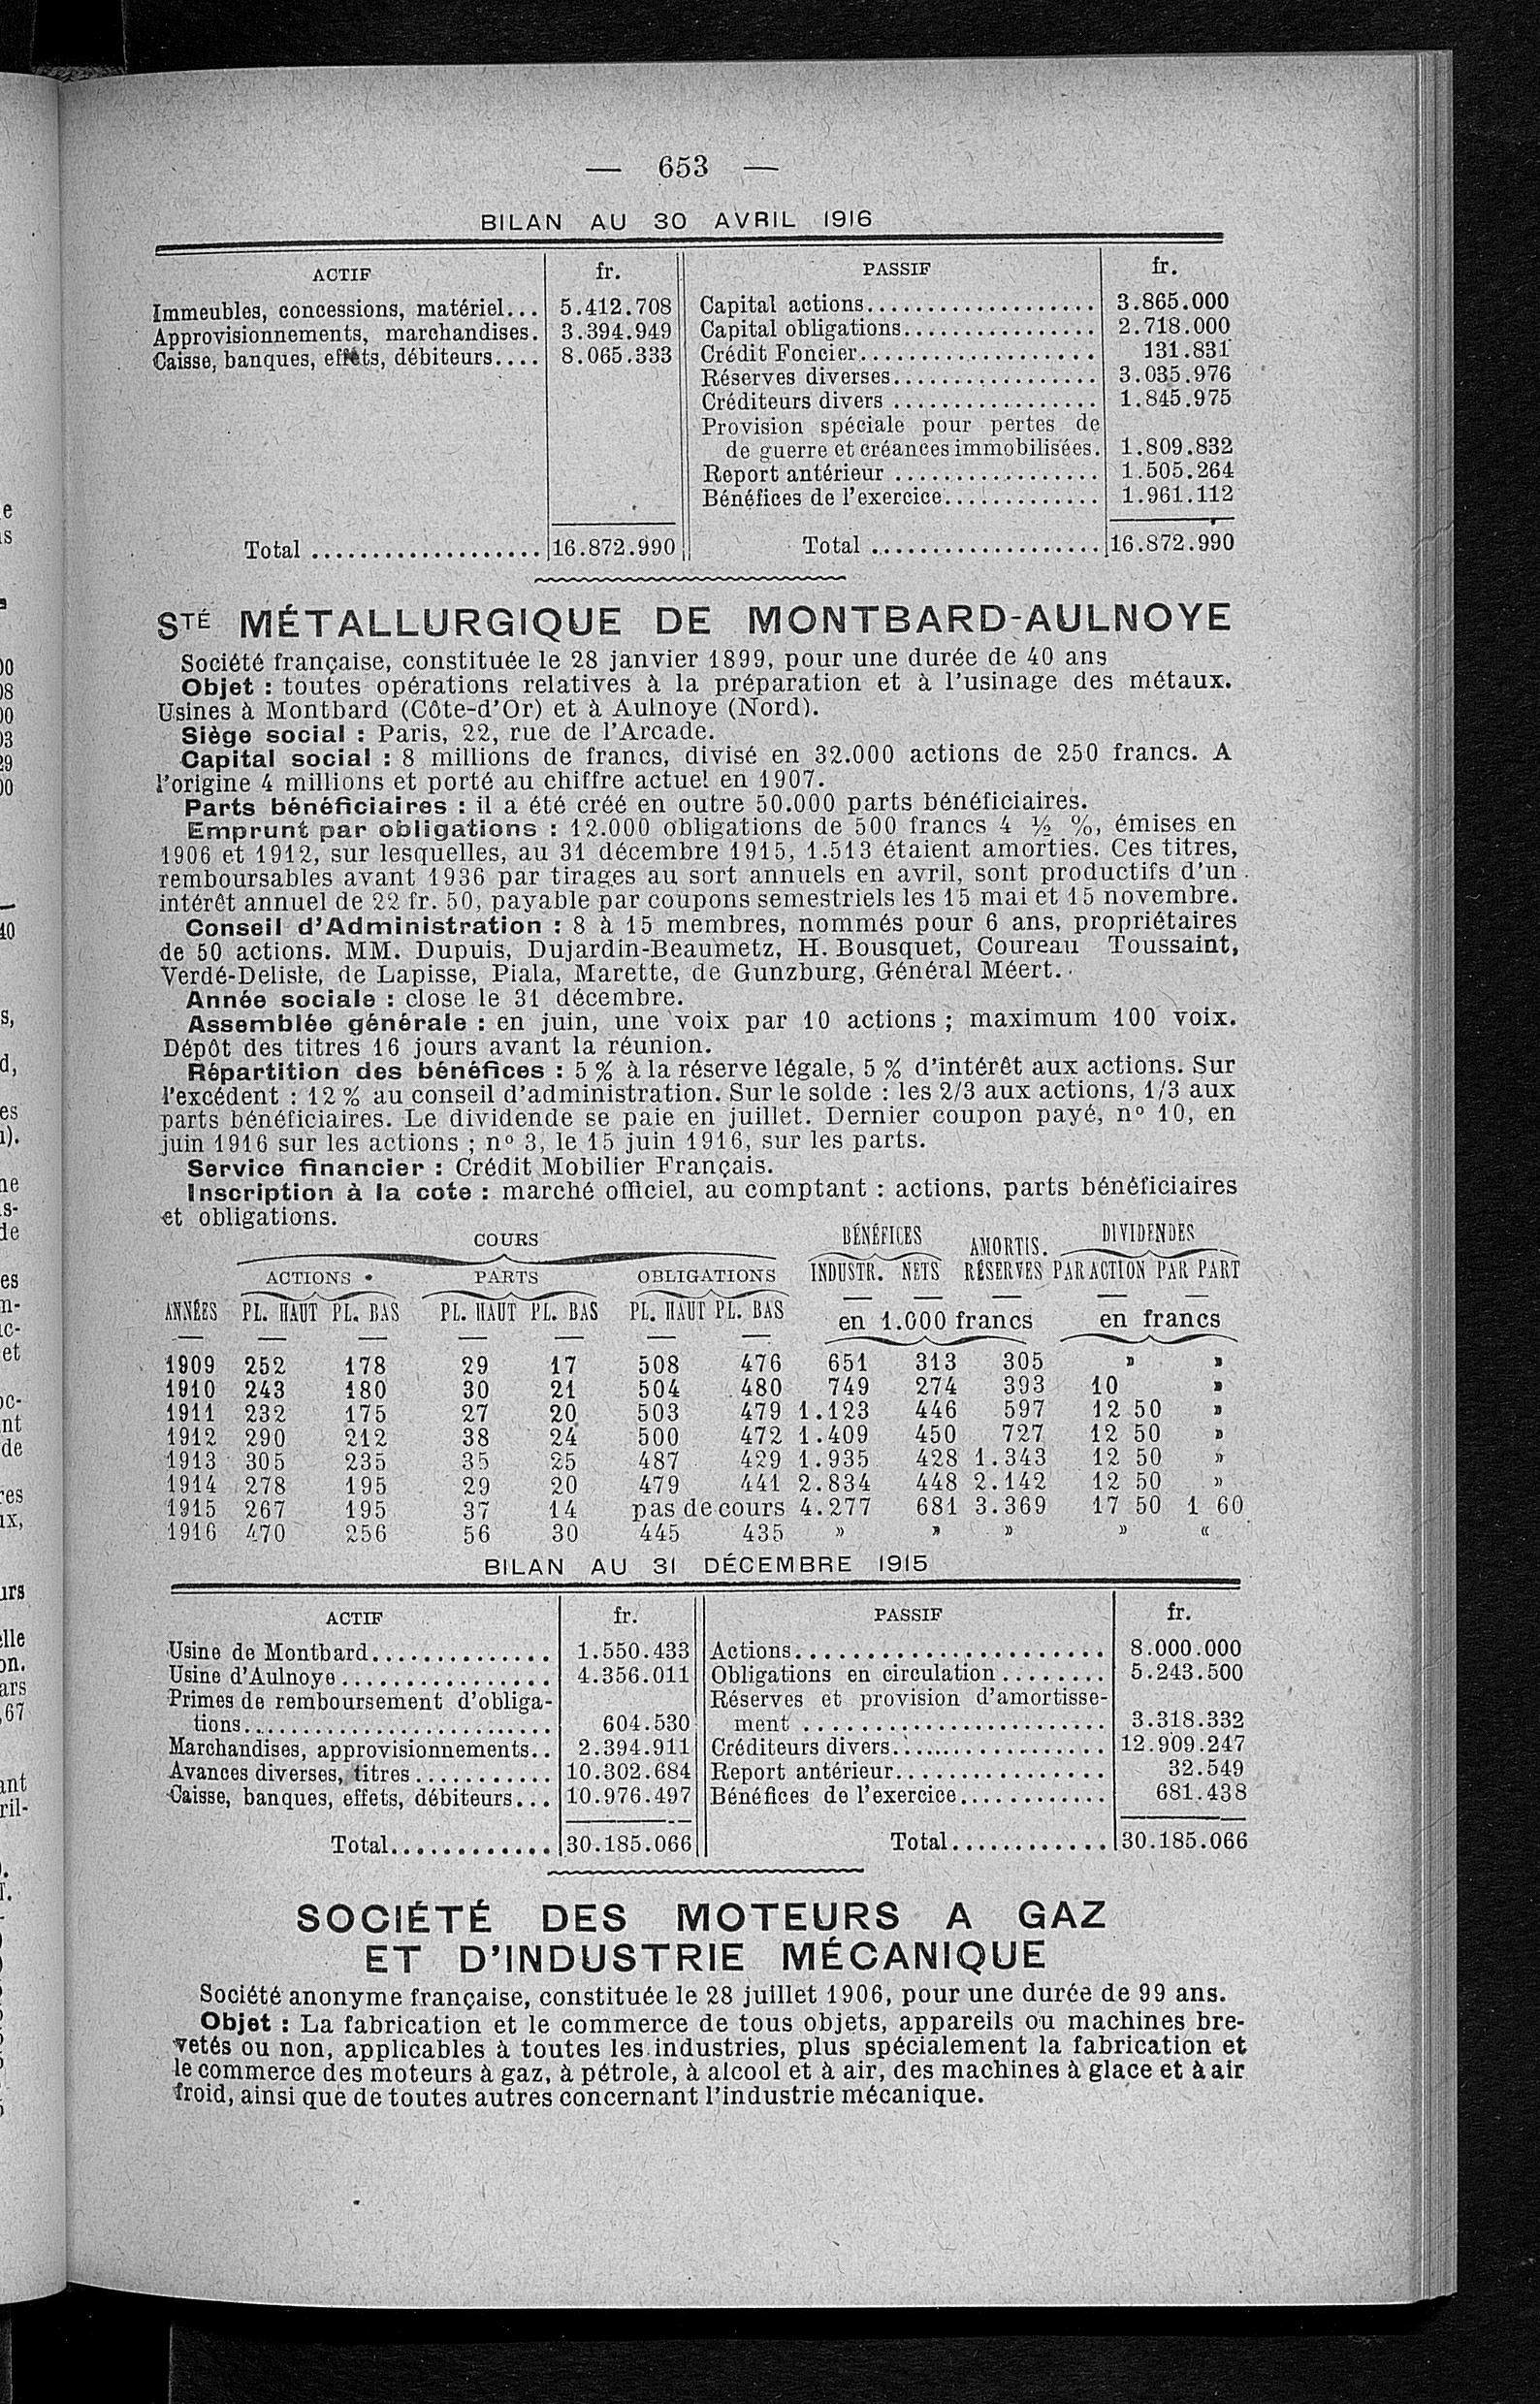 — 653 —
BILAN AU 30 AVRIL 1916
ACTIF fr. PASSIF fr.
Immeubles, concessions, matériel... 5.412.708 Capital actions................... 3.865.000
Approvisionnements, marchandises. 3.394.949 Capital obligations................ 2.718.000
Caisse, banques, effets, débiteurs.... 8.065.333 Crédit Foncier................... 131.831
Réserves diverses................. 3.035.976
Créditeurs divers ................. 1.845.975
Provision spéciale pour pertes de
de guerre et créances immobilisées. 1.809.832
Report antérieur ................. 1.505.264
Bénéfices de l'exercice............. 1.961.112
Total ................... 16.872.990 Total ................... 16.872.990
STÉ MÉTALLURGIQUE DE MONTBARD-AULNOYE
Société française, constituée le 28 janvier 1899, pour une durée de 40 ans
Objet : toutes opérations relatives à la préparation et à l'usinage des métaux.
Usines à Montbard (Côte-d'Or) et à Aulnoye (Nord).
Siège social : Paris, 22, rue de l'Arcade.
Capital social : 8 millions de francs, divisé en 32.000 actions de 250 francs. A
l'origine 4 millions et porté au chiffre actuel en 1907.
Parts bénéficiaires : il a été créé en outre 50.000 parts bénéficiaires.
Emprunt par obligations : 12.000 obligations de 500 francs 4 ½ %, émises en
1906 et 1912, sur lesquelles, au 31 décembre 1915, 1.513 étaient amorties. Ces titres,
remboursables avant 1936 par tirages au sort annuels en avril, sont productifs d'un
intérêt annuel de 22 fr. 50, payable par coupons semestriels les 15 mai et 15 novembre.
Conseil d'Administration : 8 à 15 membres, nommés pour 6 ans, propriétaires
de 50 actions. MM. Dupuis, Dujardin-Beaumetz, H. Bousquet, Coureau Toussaint,
Verdé-Delisle, de Lapisse, Piala, Marette, de Gunzburg, Général Méert.
Année sociale : close le 31 décembre.
Assemblée générale : en juin, une voix par 10 actions ; maximum 100 voix.
Dépôt des titres 16 jours avant la réunion.
Répartition des bénéfices : 5 % à la réserve légale, 5 % d'intérêt aux actions. Sur
l'excédent : 12 % au conseil d'administration. Sur le solde : les 2/3 aux actions, 1/3 aux
parts bénéficiaires. Le dividende se paie en juillet. Dernier coupon payé, nº 10, en
juin 1916 sur les actions ; nº 3, le 15 juin 1916, sur les parts.
Service financier : Crédit Mobilier Français.
Inscription à la cote : marché officiel, au comptant : actions, parts bénéficiaires
et obligations.
COURS BÉNÉFICES AMORTIS. DIVIDENDES
ACTIONS PARTS OBLIGATIONS INDUSTR. NETS RÉSERVES PAR ACTION PAR PART
ANNÉES PL. HAUT PL. BAS PL. HAUT PL. BAS PL. HAUT PL. BAS en 1.000 francs en francs
1909 252 178 29 17 508 476 651 313 305 » »
1910 243 180 30 21 504 480 749 274 393 10 »
1911 232 175 27 20 503 479 1.123 446 597 12 50 »
1912 290 212 38 24 500 472 1.409 450 727 12 50 »
1913 305 235 35 25 487 429 1.935 428 1.343 12 50 »
1914 278 195 29 20 479 441 2.834 448 2.142 12 50 »
1915 267 195 37 14 pas de cours 4.277 681 3.369 17 50 1 60
1916 470 256 56 30 445 435 » » » » «
BILAN AU 31 DÉCEMBRE 1915
ACTIF fr. PASSIF fr.
Usine de Montbard.............. 1.550.433 Actions....................... 8.000.000
Usine d'Aulnoye................ 4.356.011 Obligations en circulation ........ 5.243.500
Primes de remboursement d'obliga- Réserves et provision d'amortisse-
tions......................... 604.530 ment ....................... 3.318.332
Marchandises, approvisionnements.. 2.394.911 Créditeurs divers................. 12.909.247
Avances diverses, titres ........... 10.302.684 Report antérieur................ 32.549
Caisse, banques, effets, débiteurs... 10.976.497 Bénéfices de l'exercice............ 681.438
Total............. 30.185.066 Total............ 30.185.066
SOCIÉTÉ DES MOTEURS A GAZ
ET D'INDUSTRIE MÉCANIQUE
Société anonyme française, constituée le 28 juillet 1906, pour une durée de 99 ans.
Objet : La fabrication et le commerce de tous objets, appareils ou machines bre-
vetés ou non, applicables à toutes les industries, plus spécialement la fabrication et
le commerce des moteurs à gaz, à pétrole, à alcool et à air, des machines à glace et à air
froid, ainsi que de toutes autres concernant l'industrie mécanique.